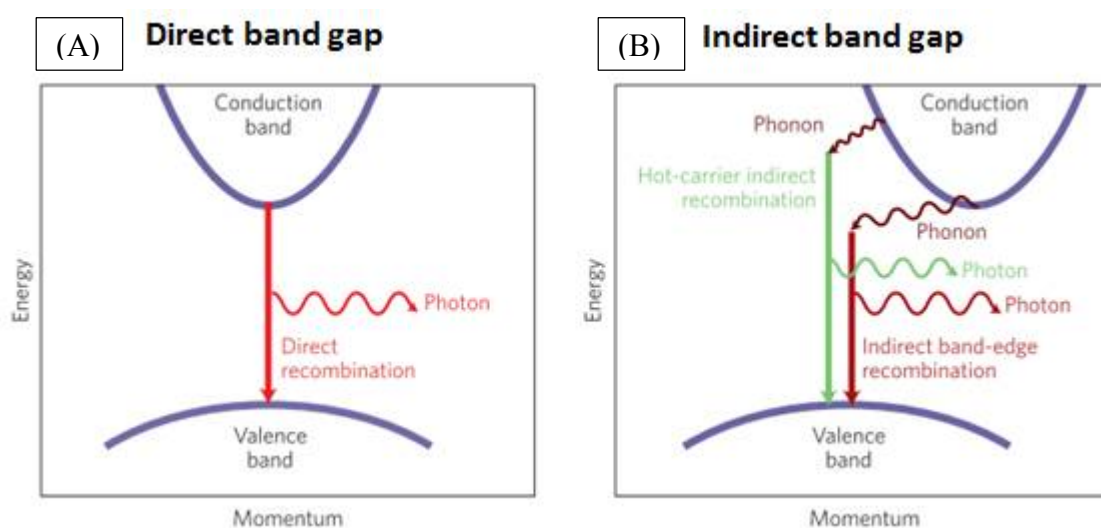 (A)
Direct band gap
Conduction
band
Energy
Photon
Direct
recombination
Valence
band
Momentum
(B)
Indirect band gap
Phonon
Conduction
band
Hot-carrier indirect
recombination
Phonon
Energy
Photon
Photon
Indirect band-edge
recombination
Valence
band
Momentum